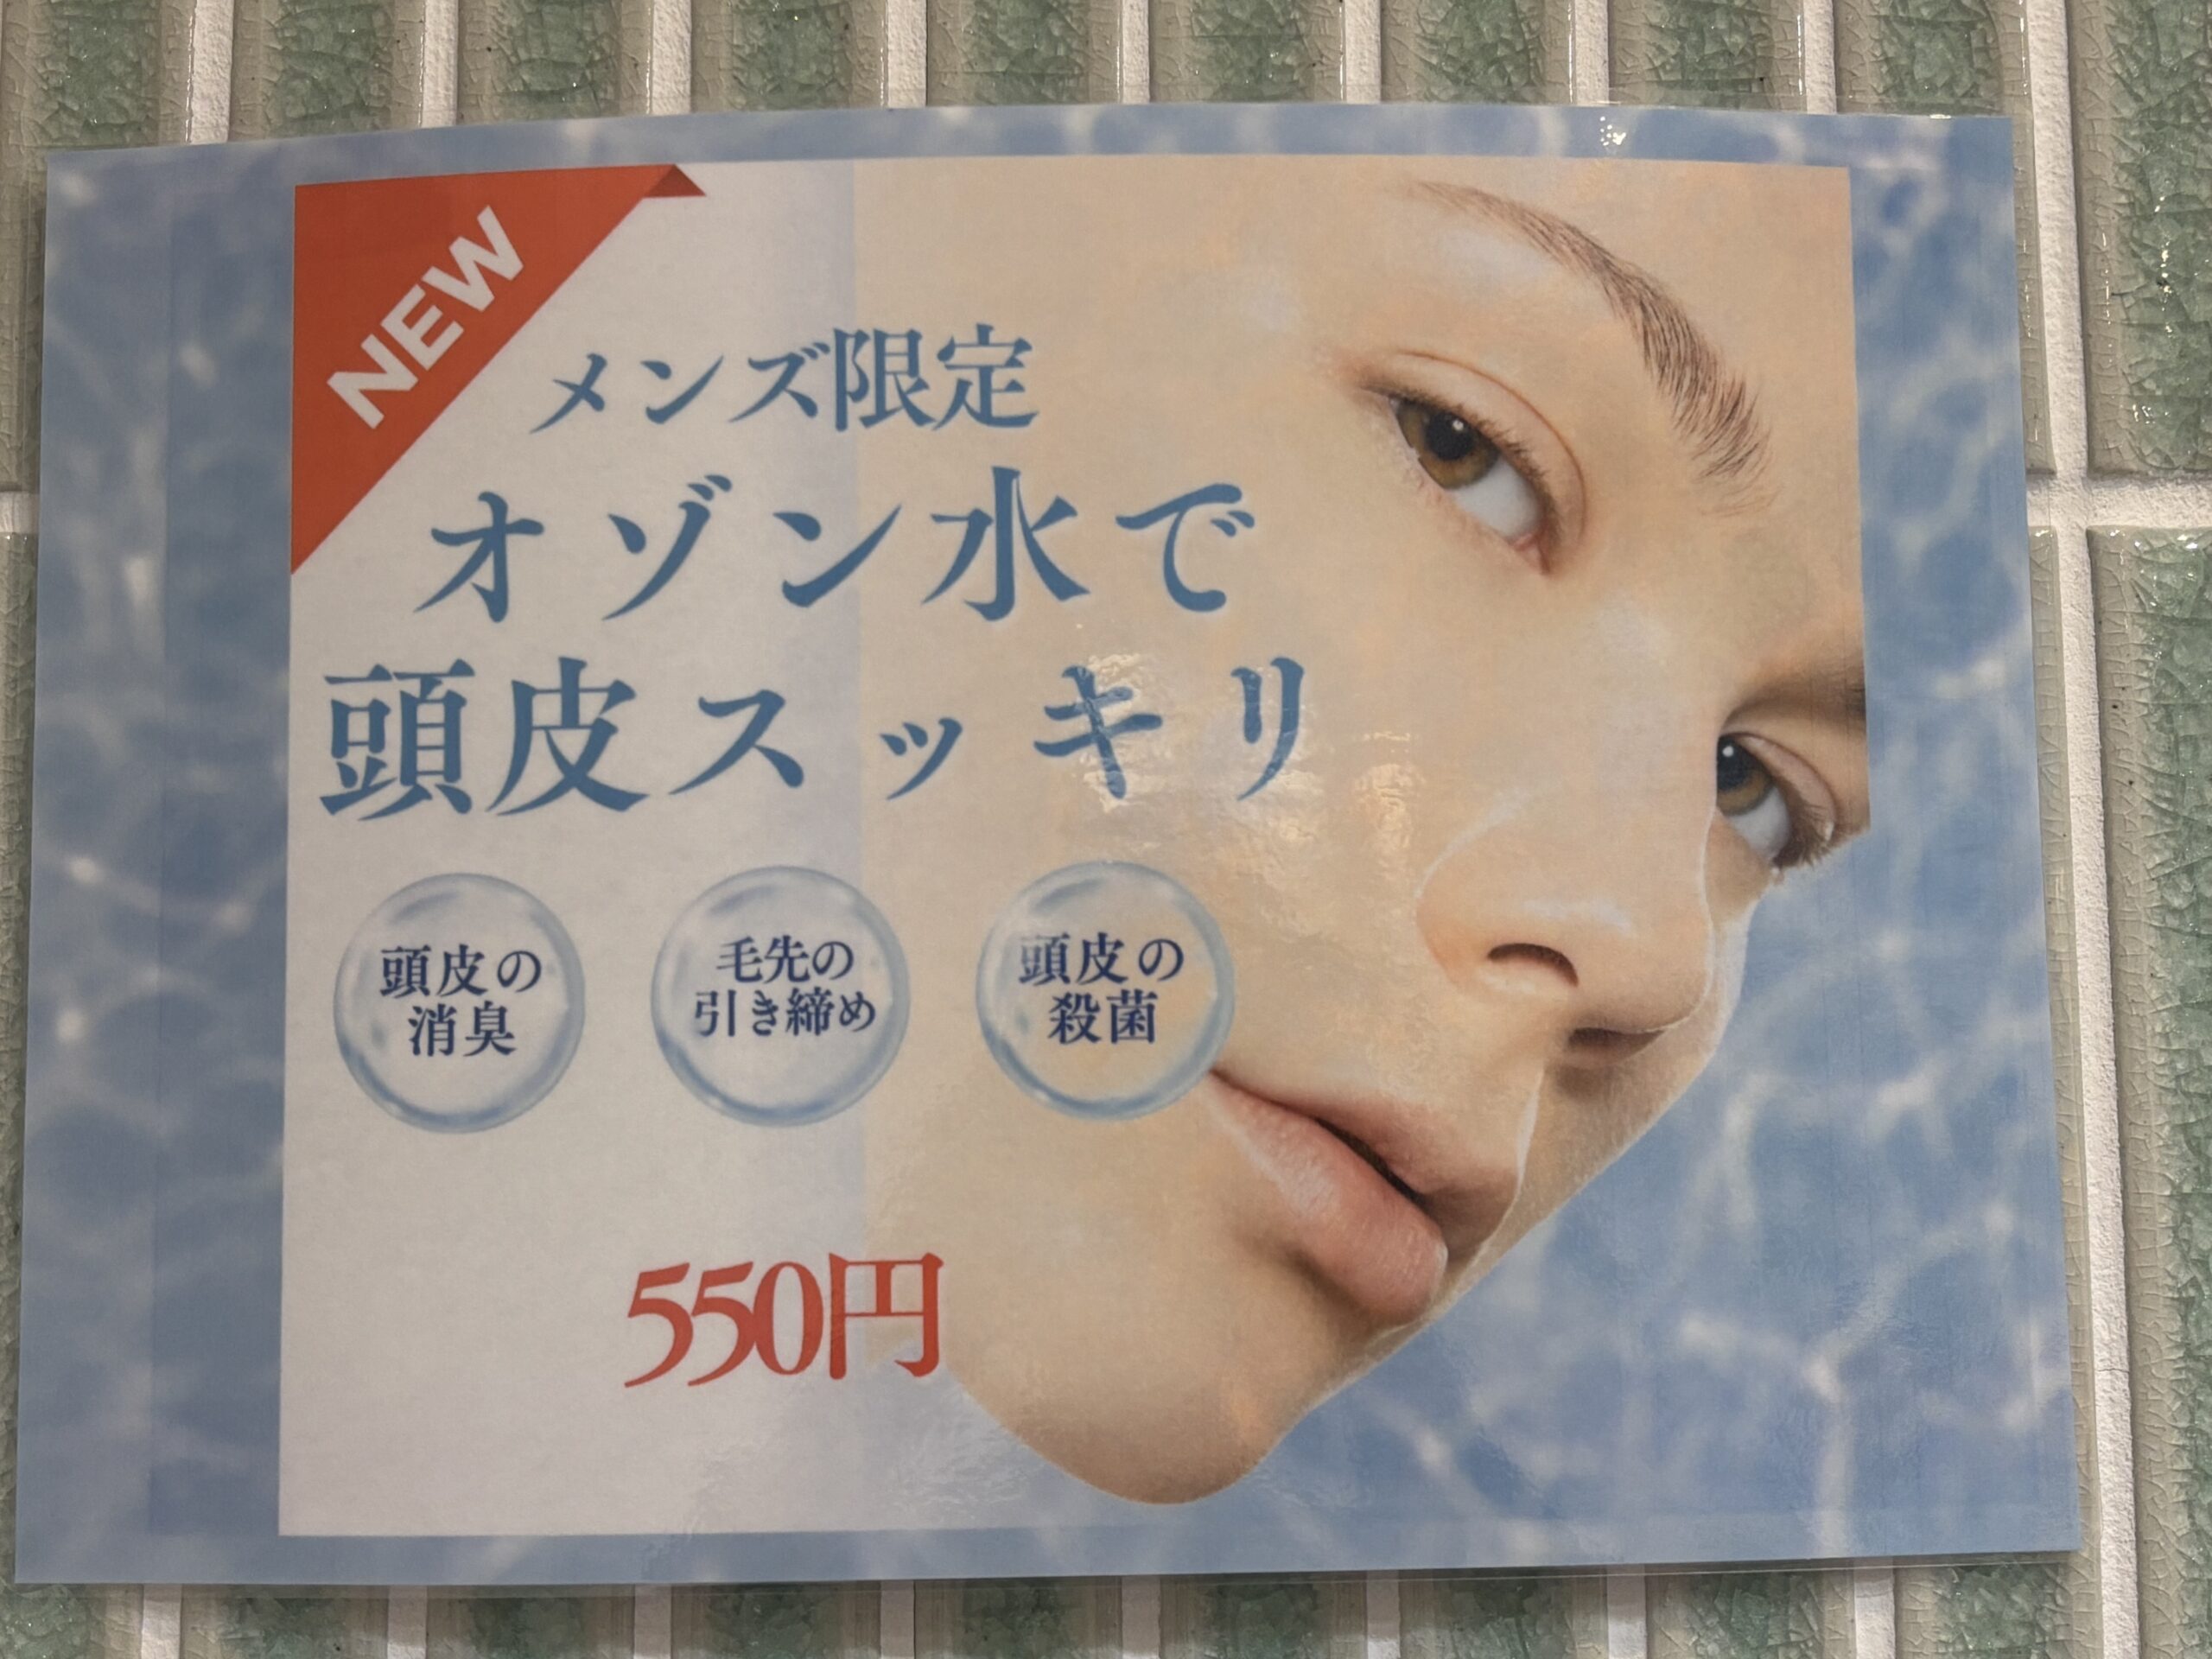 NEW
メンズ限定
オゾン水で
頭皮スッキリ
頭皮の
消臭
毛先の
引き締め
頭皮の
殺菌
550円